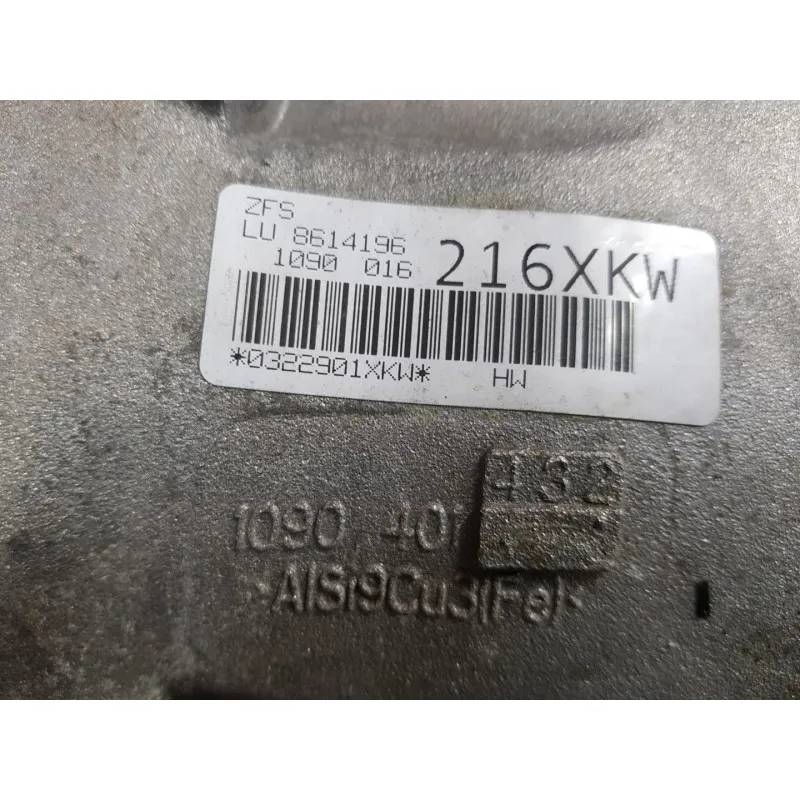 ZFS
LU 8614196
1090 016 216XKW
*0322901XKW* HW
432
1090 401
>AlSi9Cu3(Fe)<